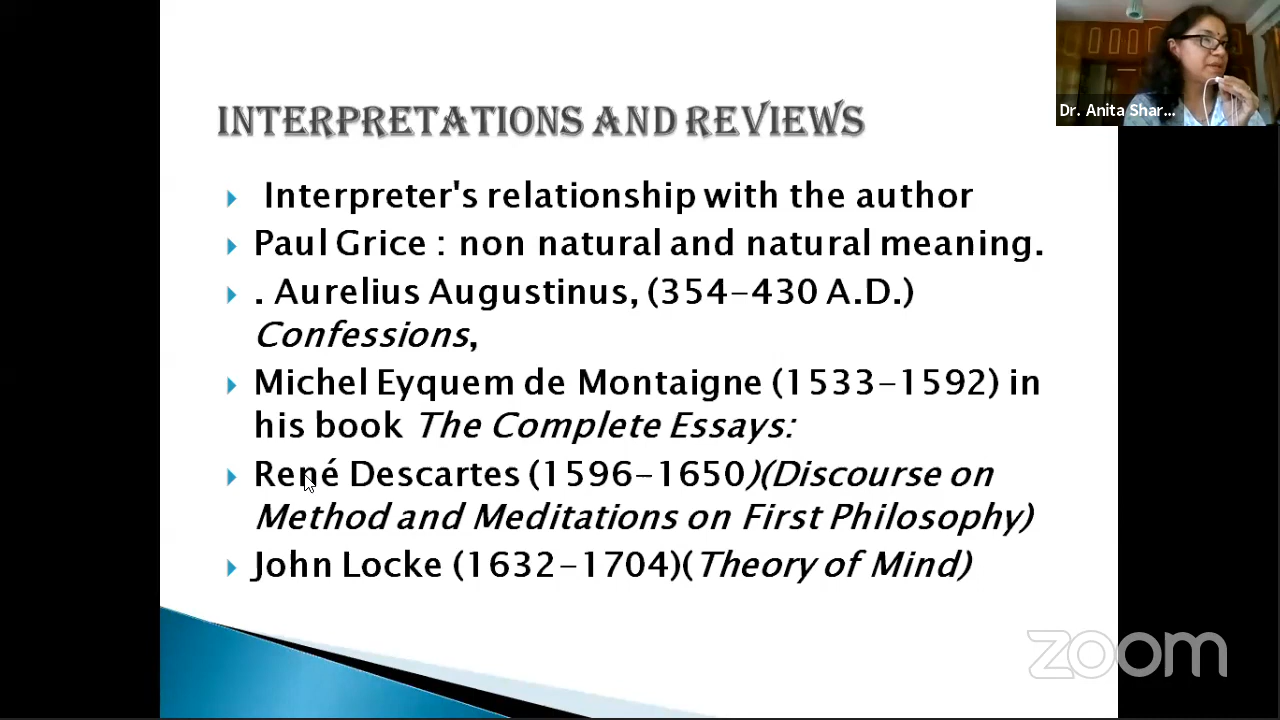 INTERPRETATIONS AND REVIEWS
Dr. Anita Shar...
Interpreter's relationship with the author
Paul Grice : non natural and natural meaning.
. Aurelius Augustinus, (354-430 A.D.)
Confessions,
Michel Eyquem de Montaigne (1533-1592) in
his book The Complete Essays:
René Descartes (1596-1650)(Discourse on
Method and Meditations on First Philosophy)
John Locke (1632-1704)(Theory of Mind)
zoom